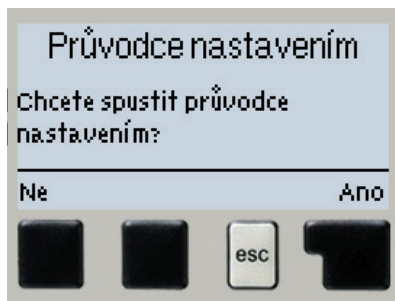 Průvodce nastavením
Chcete spustit průvodce
nastavením?
Ne Ano
esc